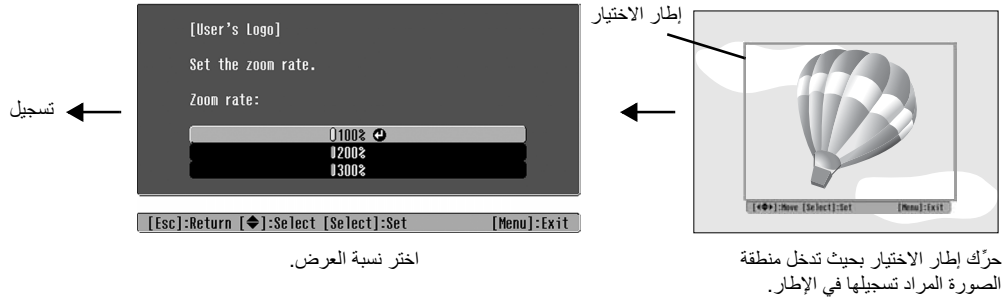 إطار الاختيار
[◄◆►]:Move [Select]:Set [Menu]:Exit
حرِّك إطار الاختيار بحيث تدخل منطقة
الصورة المراد تسجيلها في الإطار.
[User's Logo]
Set the zoom rate.
Zoom rate:
100%
200%
300%
[Esc]:Return [◆]:Select [Select]:Set [Menu]:Exit
اختر نسبة العرض.
تسجيل